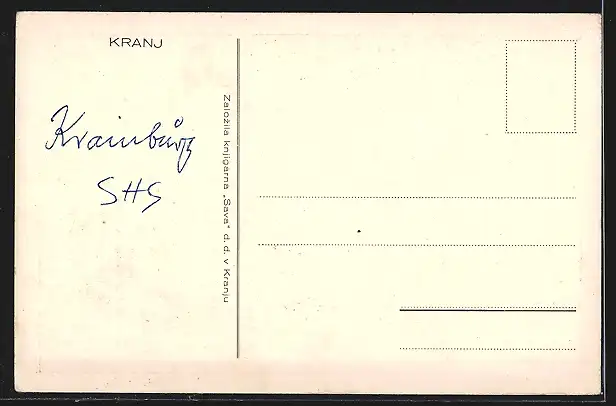 KRANJ
Krainburg
SHS
Založila knjigarna „Sava" d. d. v Kranju